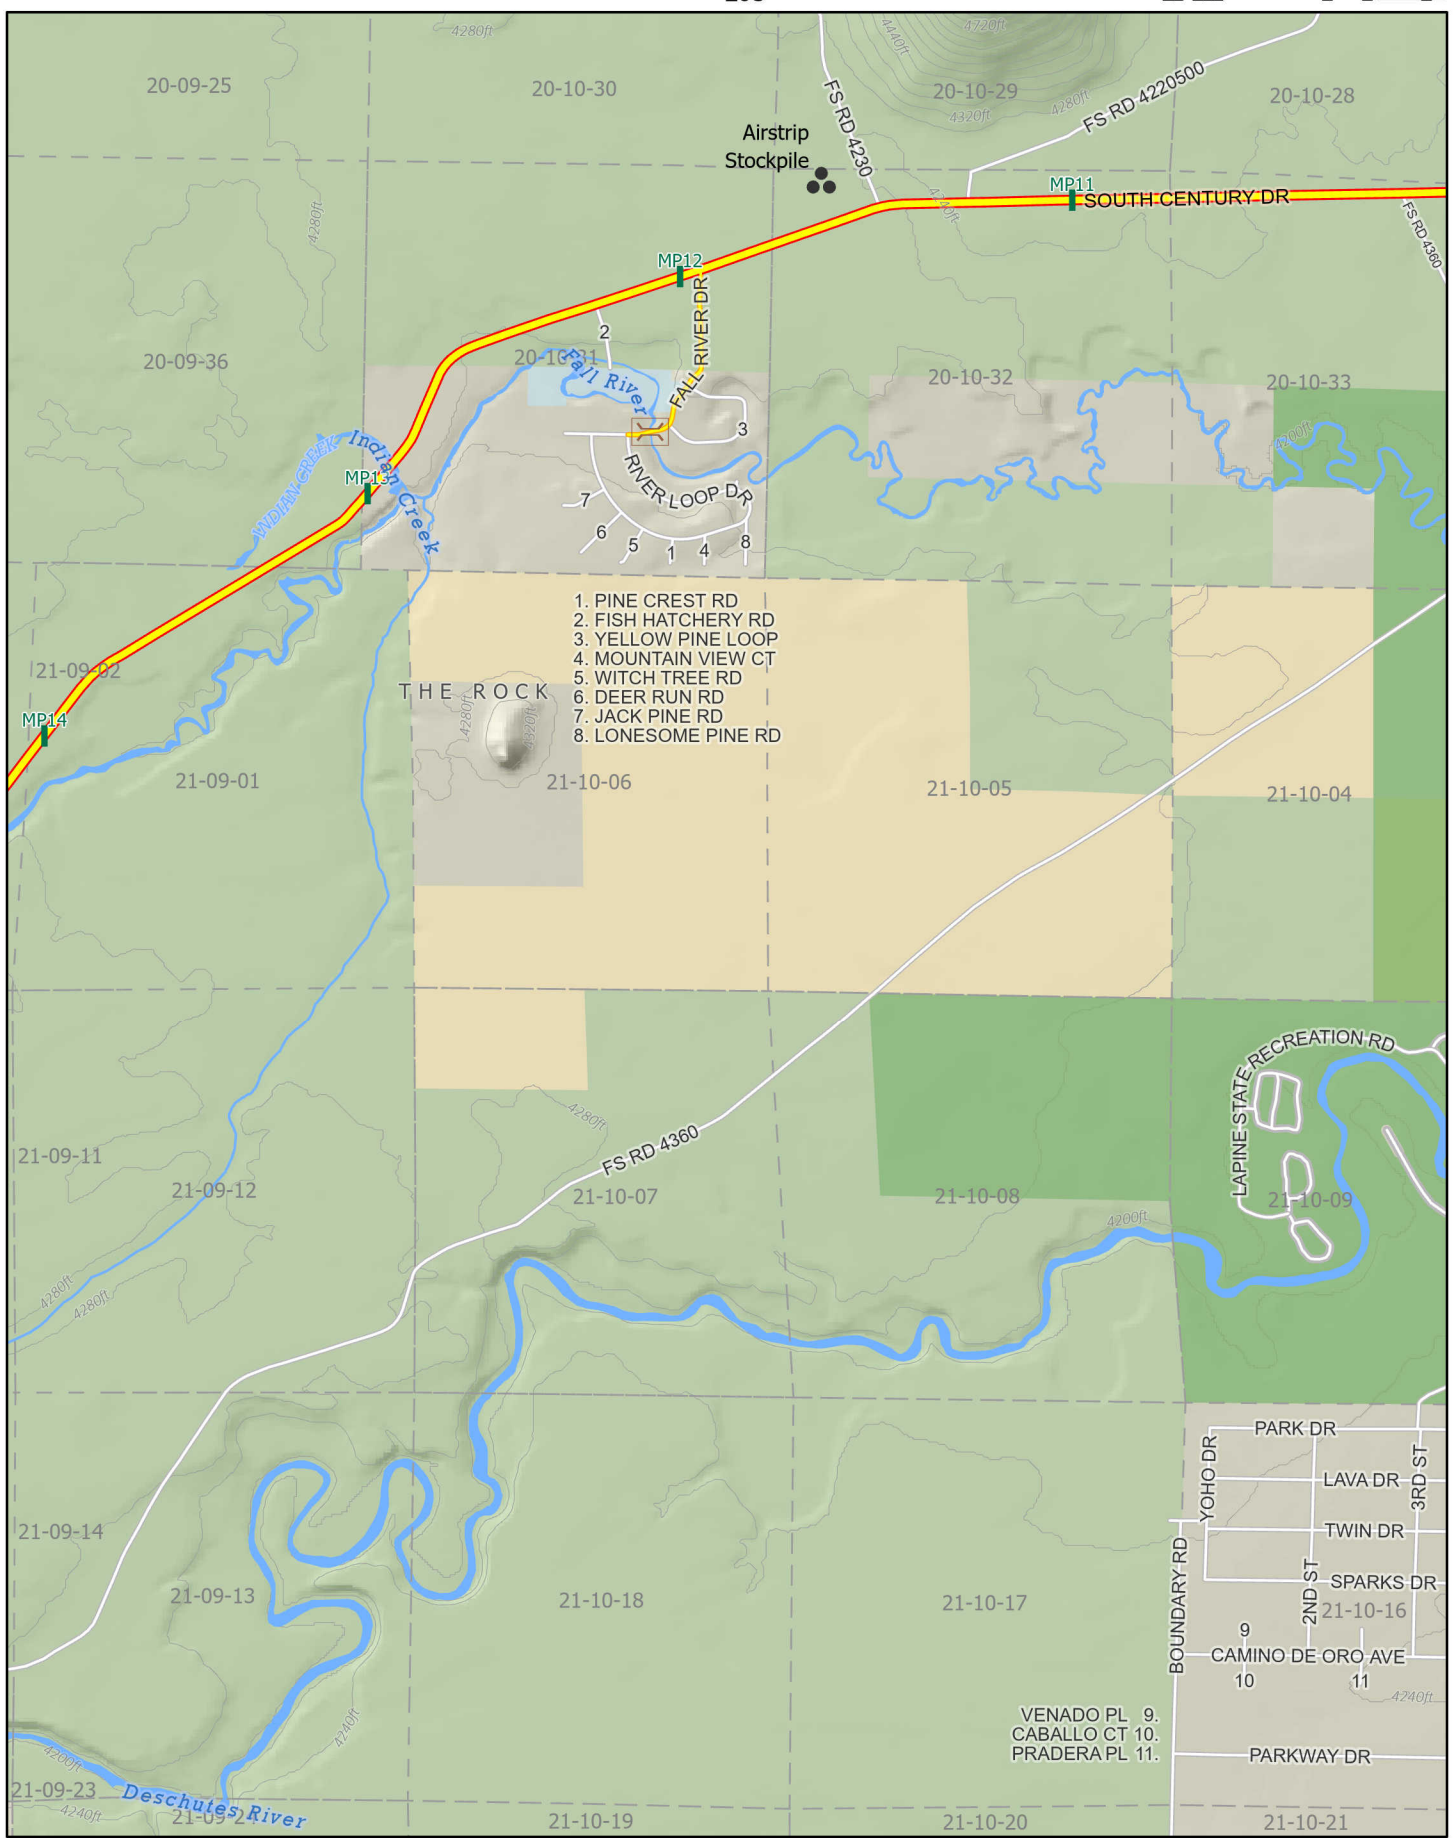 4280ft
4440ft
4720ft
20-09-25
20-10-30
20-10-29
20-10-28
4280ft
4320ft
FS RD 4220500
FS RD 4230
Airstrip
Stockpile
MP11
SOUTH CENTURY DR
4240ft
4280ft
FS RD 4360
MP12
FALL RIVER DR
2
20-09-36
20-10-31
Fall River
20-10-32
20-10-33
3
4200ft
Indian Creek
INDIAN CREEK
MP13
RIVER LOOP DR
7
6
5
1
4
8
1. PINE CREST RD
2. FISH HATCHERY RD
3. YELLOW PINE LOOP
4. MOUNTAIN VIEW CT
5. WITCH TREE RD
6. DEER RUN RD
7. JACK PINE RD
8. LONESOME PINE RD
21-09-02
THE ROCK
4280ft
4320ft
MP14
21-09-01
21-10-06
21-10-05
21-10-04
LAPINE STATE RECREATION RD
4280ft
FS RD 4360
21-09-11
21-09-12
21-10-07
21-10-08
21-10-09
4200ft
4280ft
4280ft
PARK DR
YOHO DR
LAVA DR
3RD ST
21-09-14
TWIN DR
BOUNDARY RD
2ND ST
SPARKS DR
21-09-13
21-10-18
21-10-17
21-10-16
9
CAMINO DE ORO AVE
10
11
4240ft
VENADO PL 9.
CABALLO CT 10.
PRADERA PL 11.
4240ft
PARKWAY DR
4200ft
21-09-23
Deschutes River
4240ft
21-09-24
21-10-19
21-10-20
21-10-21